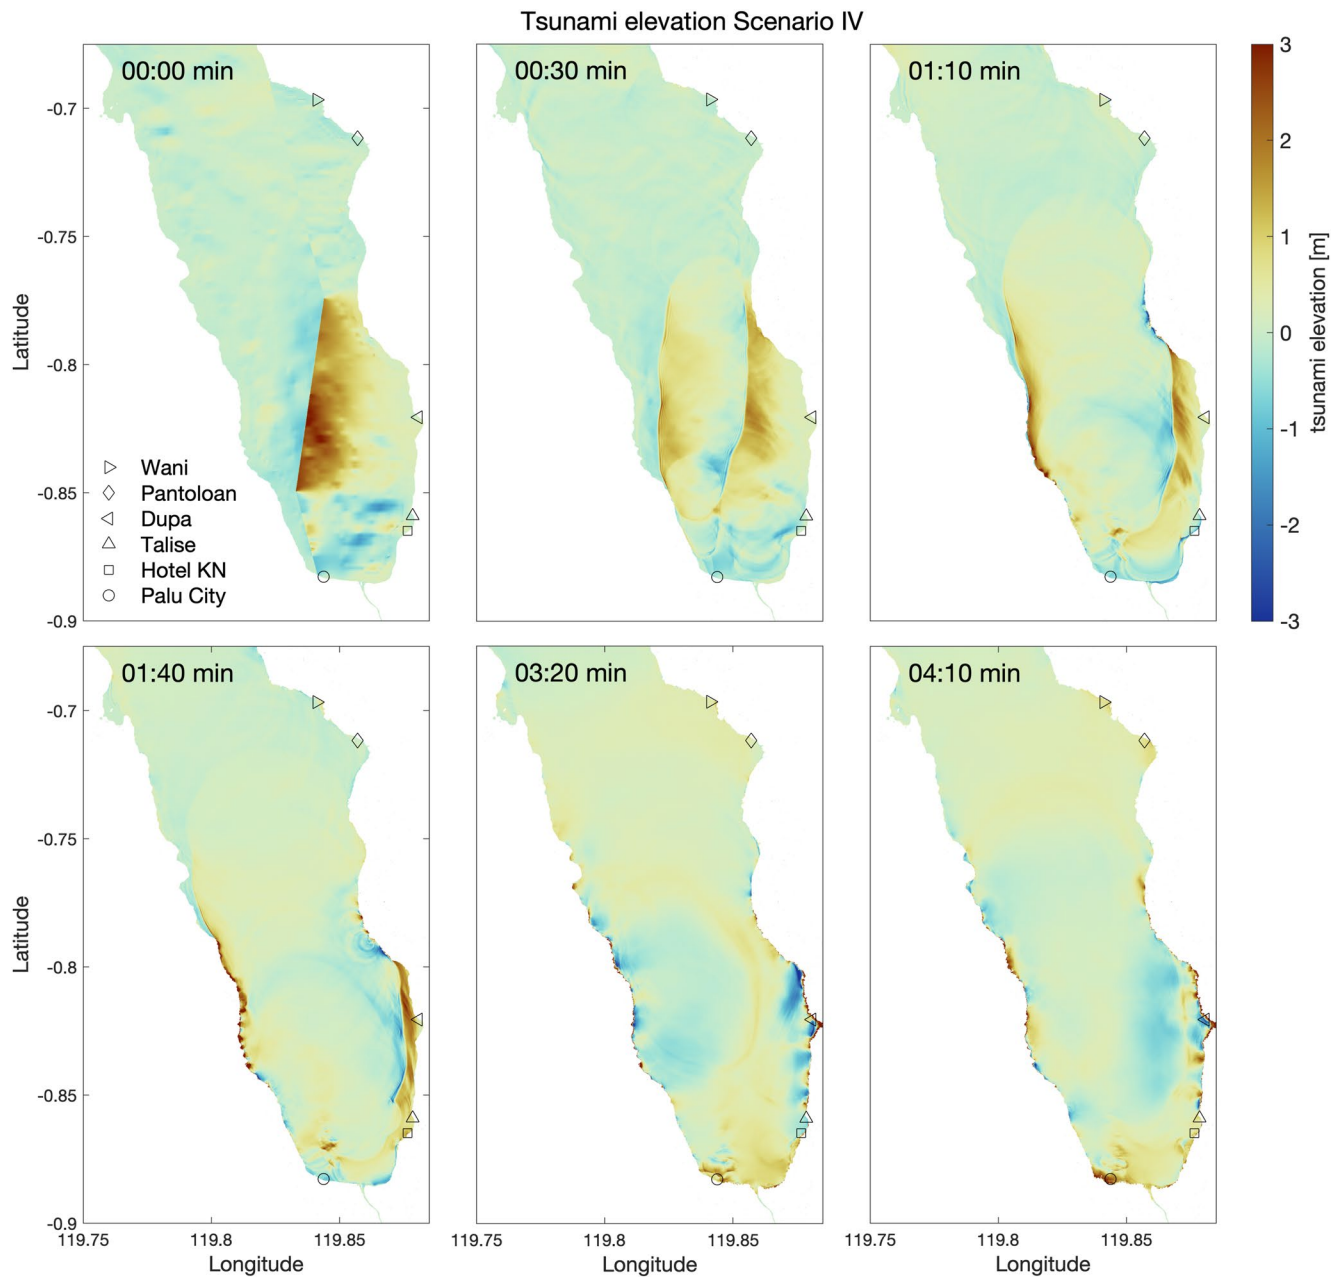 Tsunami elevation Scenario IV
00:00 min
00:30 min
01:10 min
3
2
1
0
-1
-2
-3
tsunami elevation [m]
-0.7
-0.75
-0.8
-0.85
-0.9
Latitude
Wani
Pantoloan
Dupa
Talise
Hotel KN
Palu City
01:40 min
03:20 min
04:10 min
-0.7
-0.75
-0.8
-0.85
-0.9
Latitude
119.75
119.8
119.85
119.75
119.8
119.85
119.75
119.8
119.85
Longitude
Longitude
Longitude